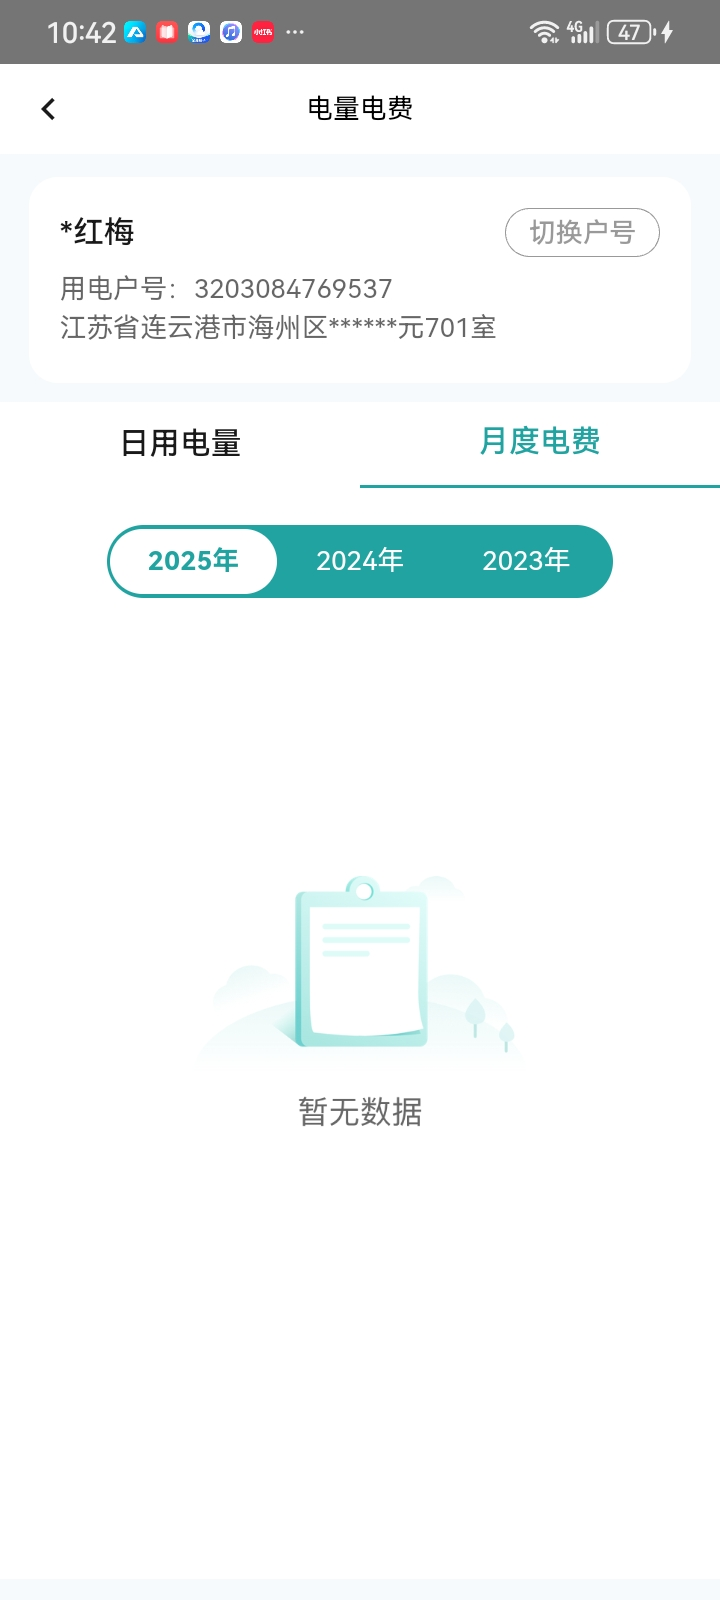 10:42 小红书 ... 4G 47
电量电费
*红梅 切换户号
用电户号：3203084769537
江苏省连云港市海州区******元701室
日用电量 月度电费
2025年 2024年 2023年
暂无数据